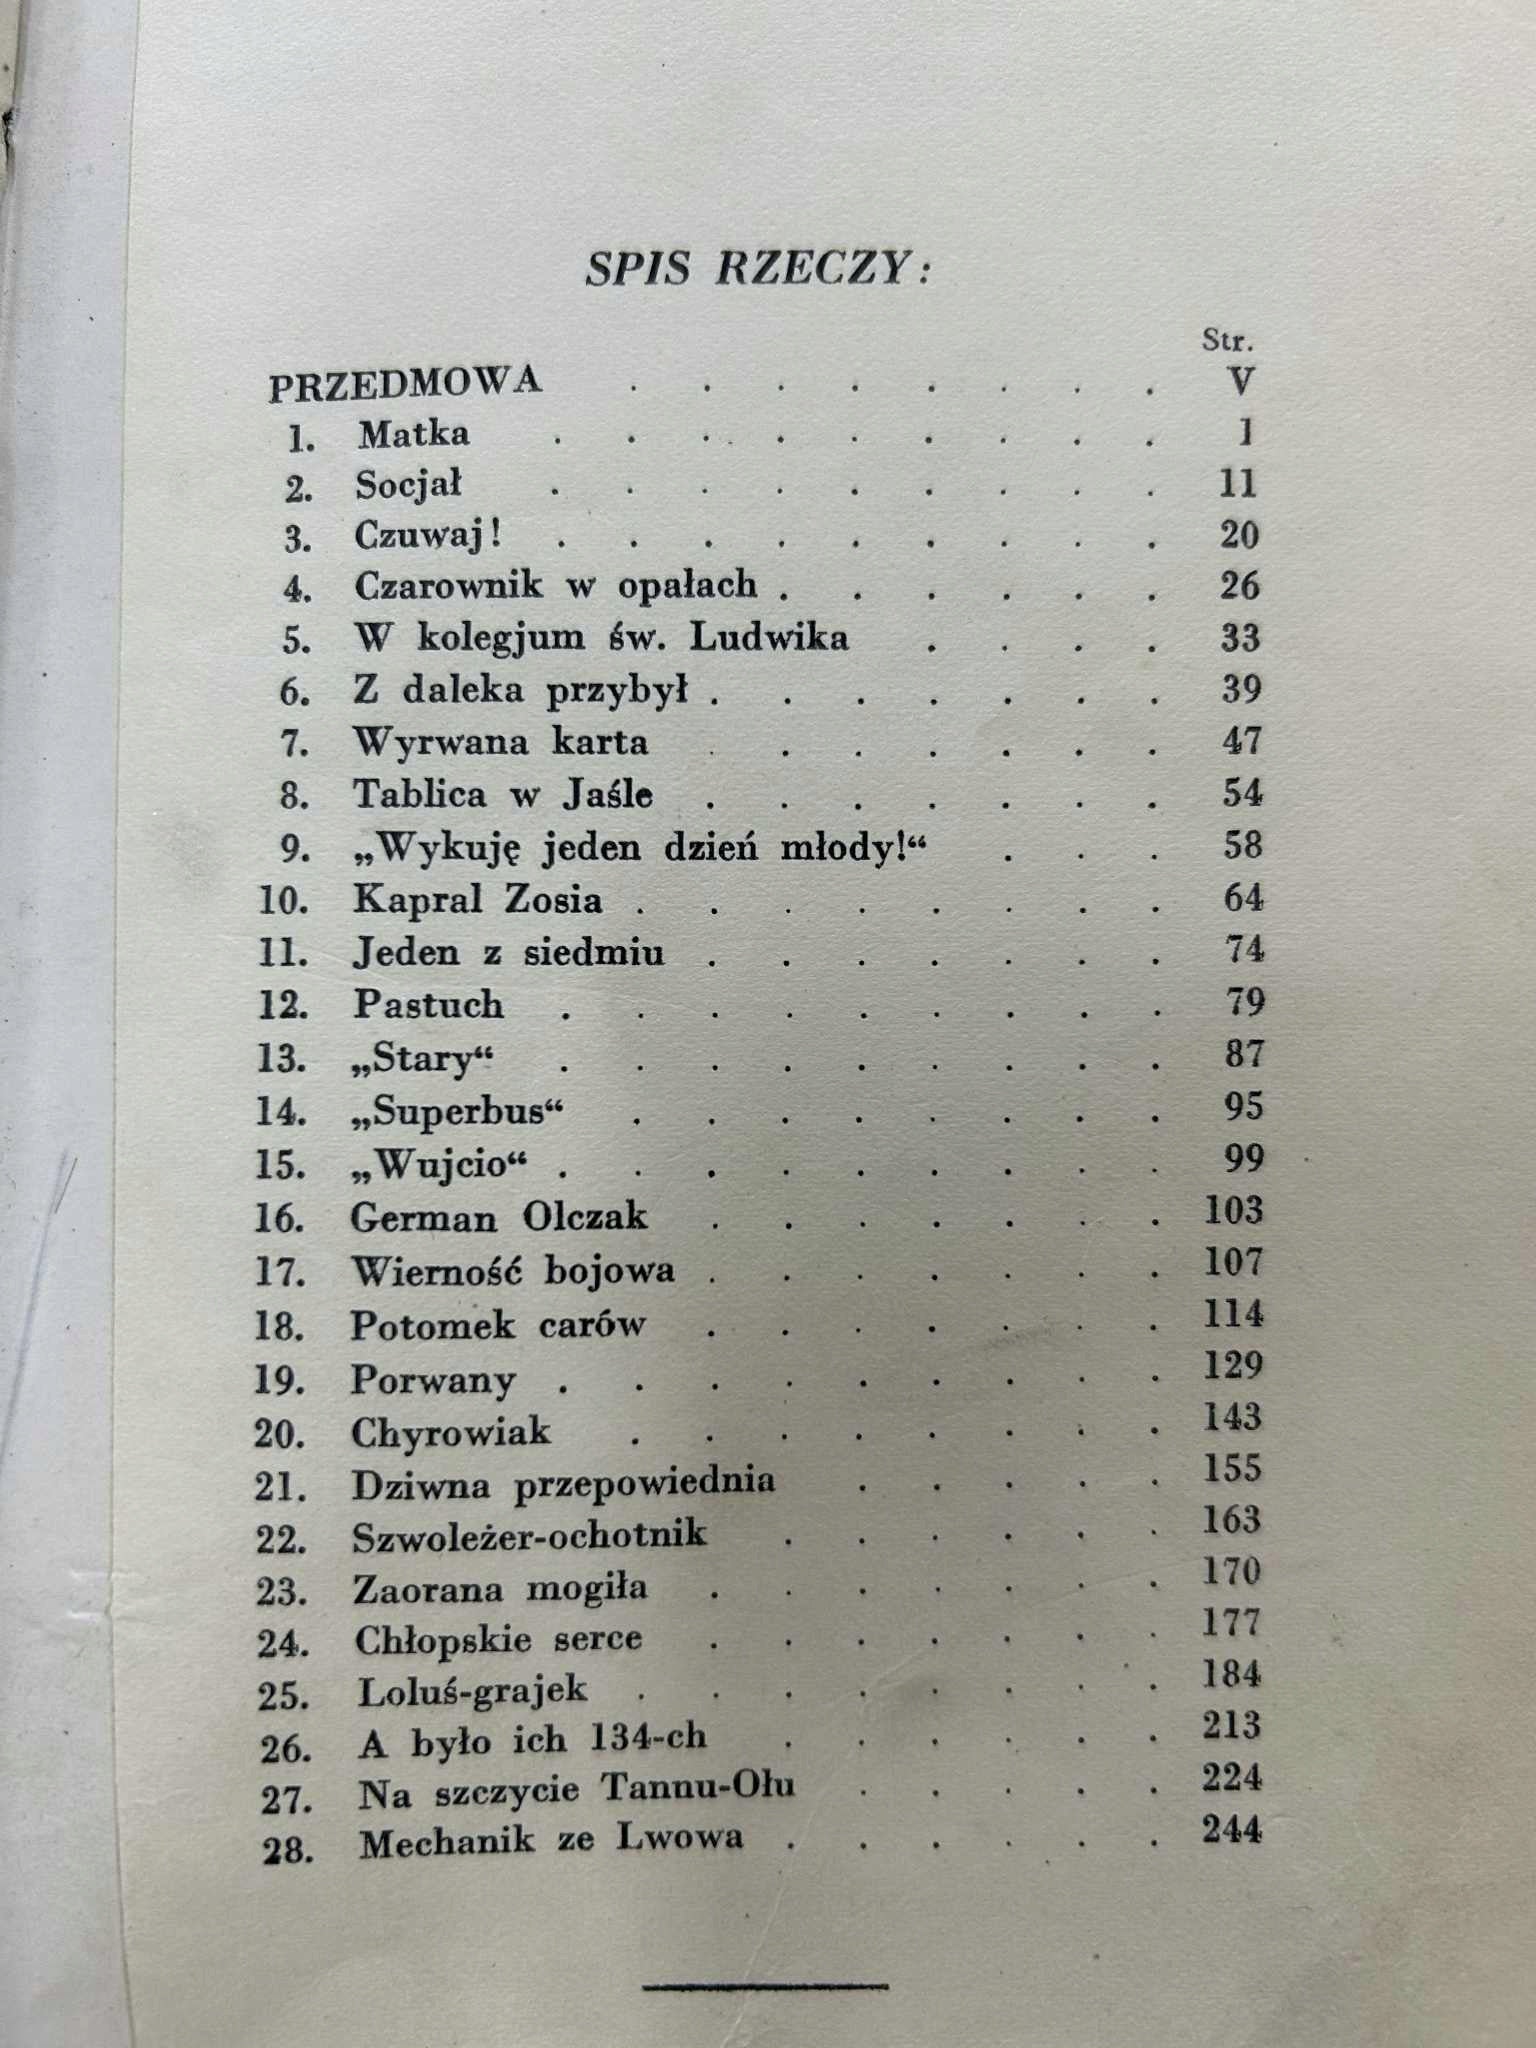 SPIS RZECZY:
Str.
PRZEDMOWA . . . . . . . . V
1. Matka . . . . . . . . . 1
2. Socjał . . . . . . . . . 11
3. Czuwaj! . . . . . . . . . 20
4. Czarownik w opałach . . . . . . 26
5. W kolegjum św. Ludwika . . . . 33
6. Z daleka przybył . . . . . . . 39
7. Wyrwana karta . . . . . . . 47
8. Tablica w Jaśle . . . . . . . 54
9. „Wykuję jeden dzień młody!“ . . . 58
10. Kapral Zosia . . . . . . . . 64
11. Jeden z siedmiu . . . . . . . 74
12. Pastuch . . . . . . . . . 79
13. „Stary“ . . . . . . . . . 87
14. „Superbus“ . . . . . . . . 95
15. „Wujcio“ . . . . . . . . . 99
16. German Olczak . . . . . . . 103
17. Wierność bojowa . . . . . . . 107
18. Potomek carów . . . . . . . 114
19. Porwany . . . . . . . . . 129
20. Chyrowiak . . . . . . . . 143
21. Dziwna przepowiednia . . . . . 155
22. Szwoleżer-ochotnik . . . . . . 163
23. Zaorana mogiła . . . . . . . 170
24. Chłopskie serce . . . . . . . 177
25. Loluś-grajek . . . . . . . . 184
26. A było ich 134-ch . . . . . . 213
27. Na szczycie Tannu-Ołu . . . . . 224
28. Mechanik ze Lwowa . . . . . . 244